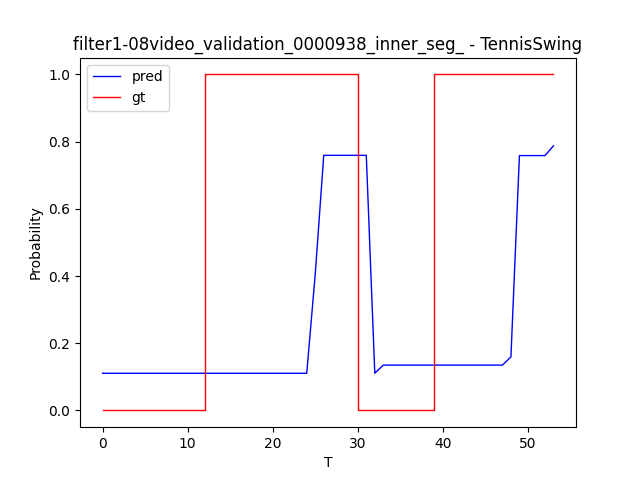 filter1-08video_validation_0000938_inner_seg_ - TennisSwing
pred
gt
1.0
0.8
0.6
0.4
0.2
0.0
Probability
0 10 20 30 40 50
T